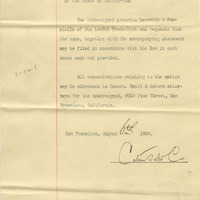 OF THE STATE OF CALIFORNIA:
The undersigned presents herewith a fac-
simile of its lawful Trademark and requests that
the same, together with the accompanying statement
may be filed in accordance with the law in such
cases made and provided.
All communications relating to the matter
may be addressed to Messrs. & attor-
neys for the undersigned, Street, San
Francisco, California.
San Francisco, August 6th